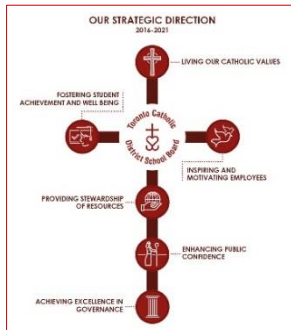 OUR STRATEGIC DIRECTION
2016-2021
LIVING OUR CATHOLIC VALUES
FOSTERING STUDENT
ACHIEVEMENT AND WELL BEING
Toronto Catholic
District School Board
INSPIRING AND
MOTIVATING EMPLOYEES
PROVIDING STEWARDSHIP
OF RESOURCES
ENHANCING PUBLIC
CONFIDENCE
ACHIEVING EXCELLENCE IN
GOVERNANCE